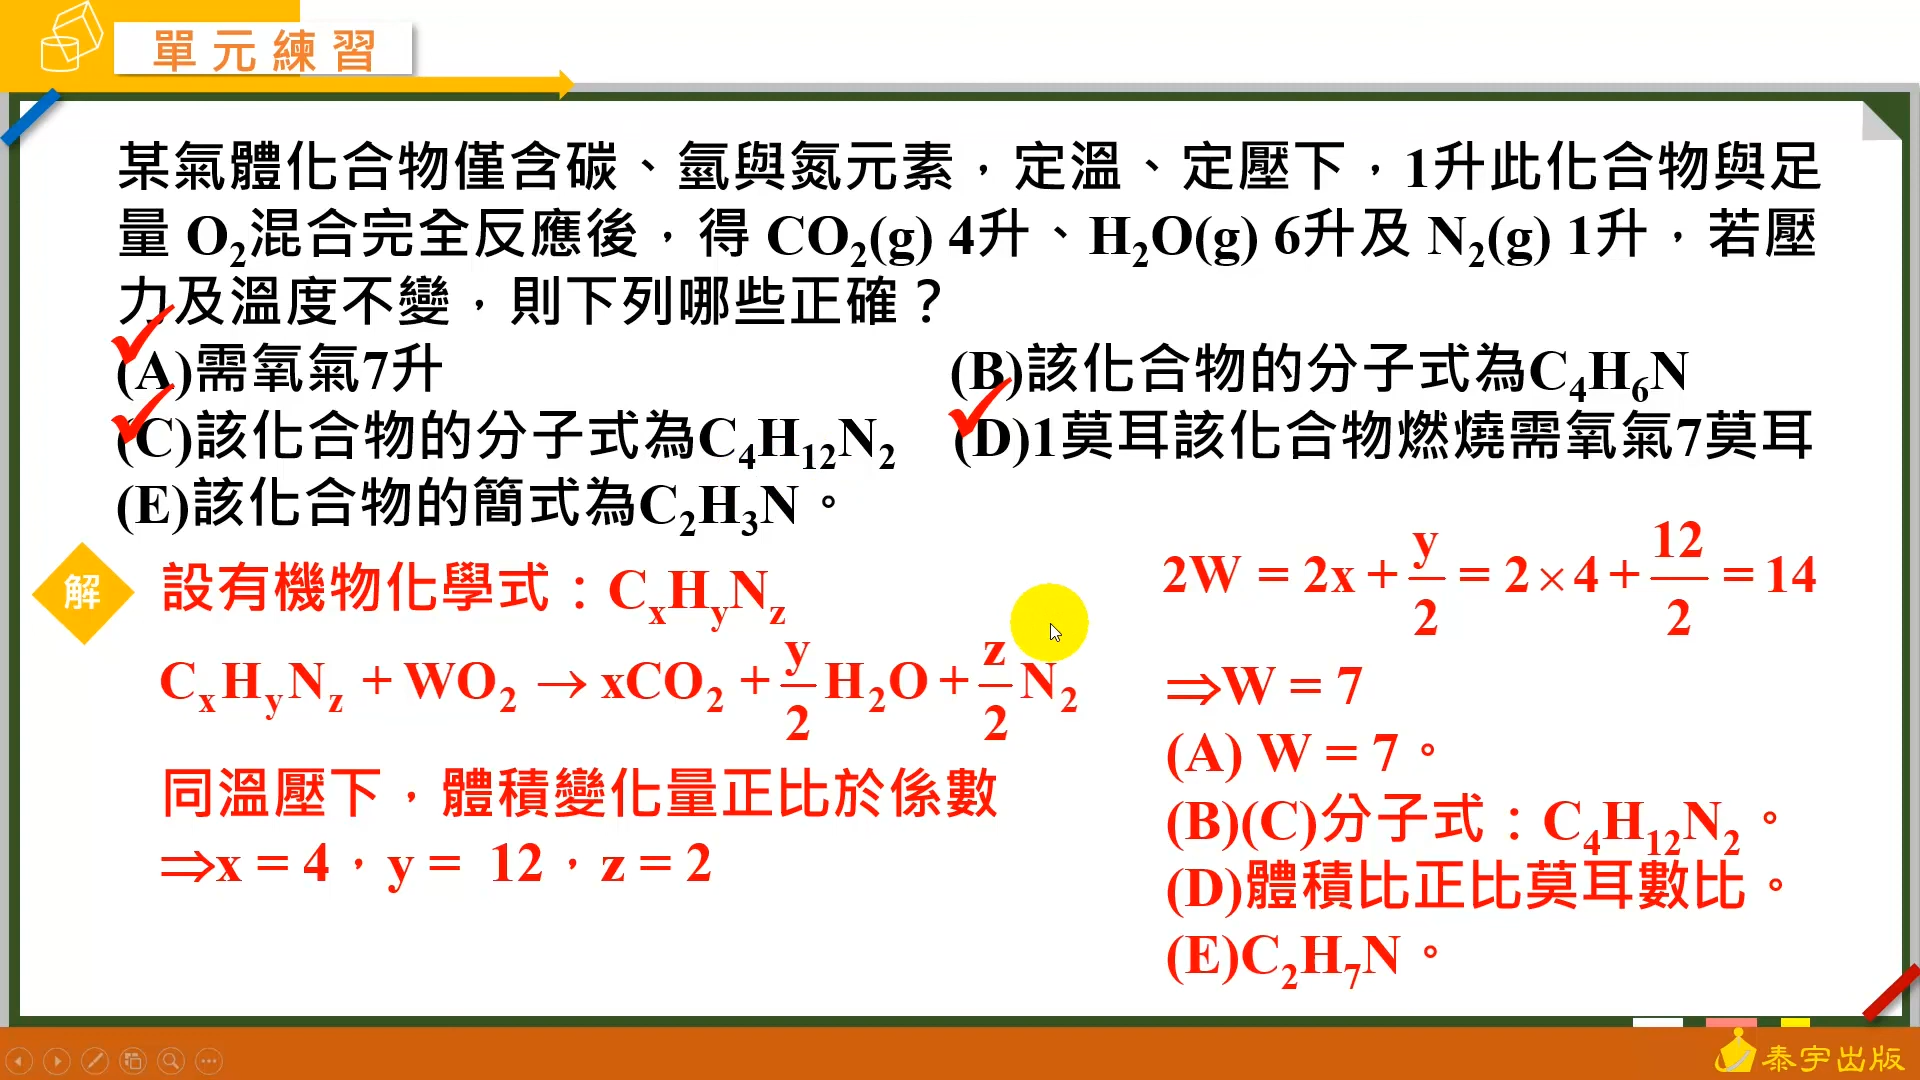 單元練習
某氣體化合物僅含碳、氫與氮元素，定溫、定壓下，1升此化合物與足
量 O₂混合完全反應後，得 CO₂(g) 4升、H₂O(g) 6升及 N₂(g) 1升，若壓
力及溫度不變，則下列哪些正確？
(A)需氧氣7升 (B)該化合物的分子式為C₄H₆N
(C)該化合物的分子式為C₄H₁₂N₂ (D)1莫耳該化合物燃燒需氧氣7莫耳
(E)該化合物的簡式為C₂H₃N。
解
設有機物化學式：CxHyNz
CxHyNz + WO₂ → xCO₂ + y/2 H₂O + z/2 N₂
同溫壓下，體積變化量正比於係數
⇒x = 4，y = 12，z = 2
2W = 2x + y/2 = 2×4 + 12/2 = 14
⇒W = 7
(A) W = 7。
(B)(C)分子式：C₄H₁₂N₂。
(D)體積比正比莫耳數比。
(E)C₂H₇N。
泰宇出版